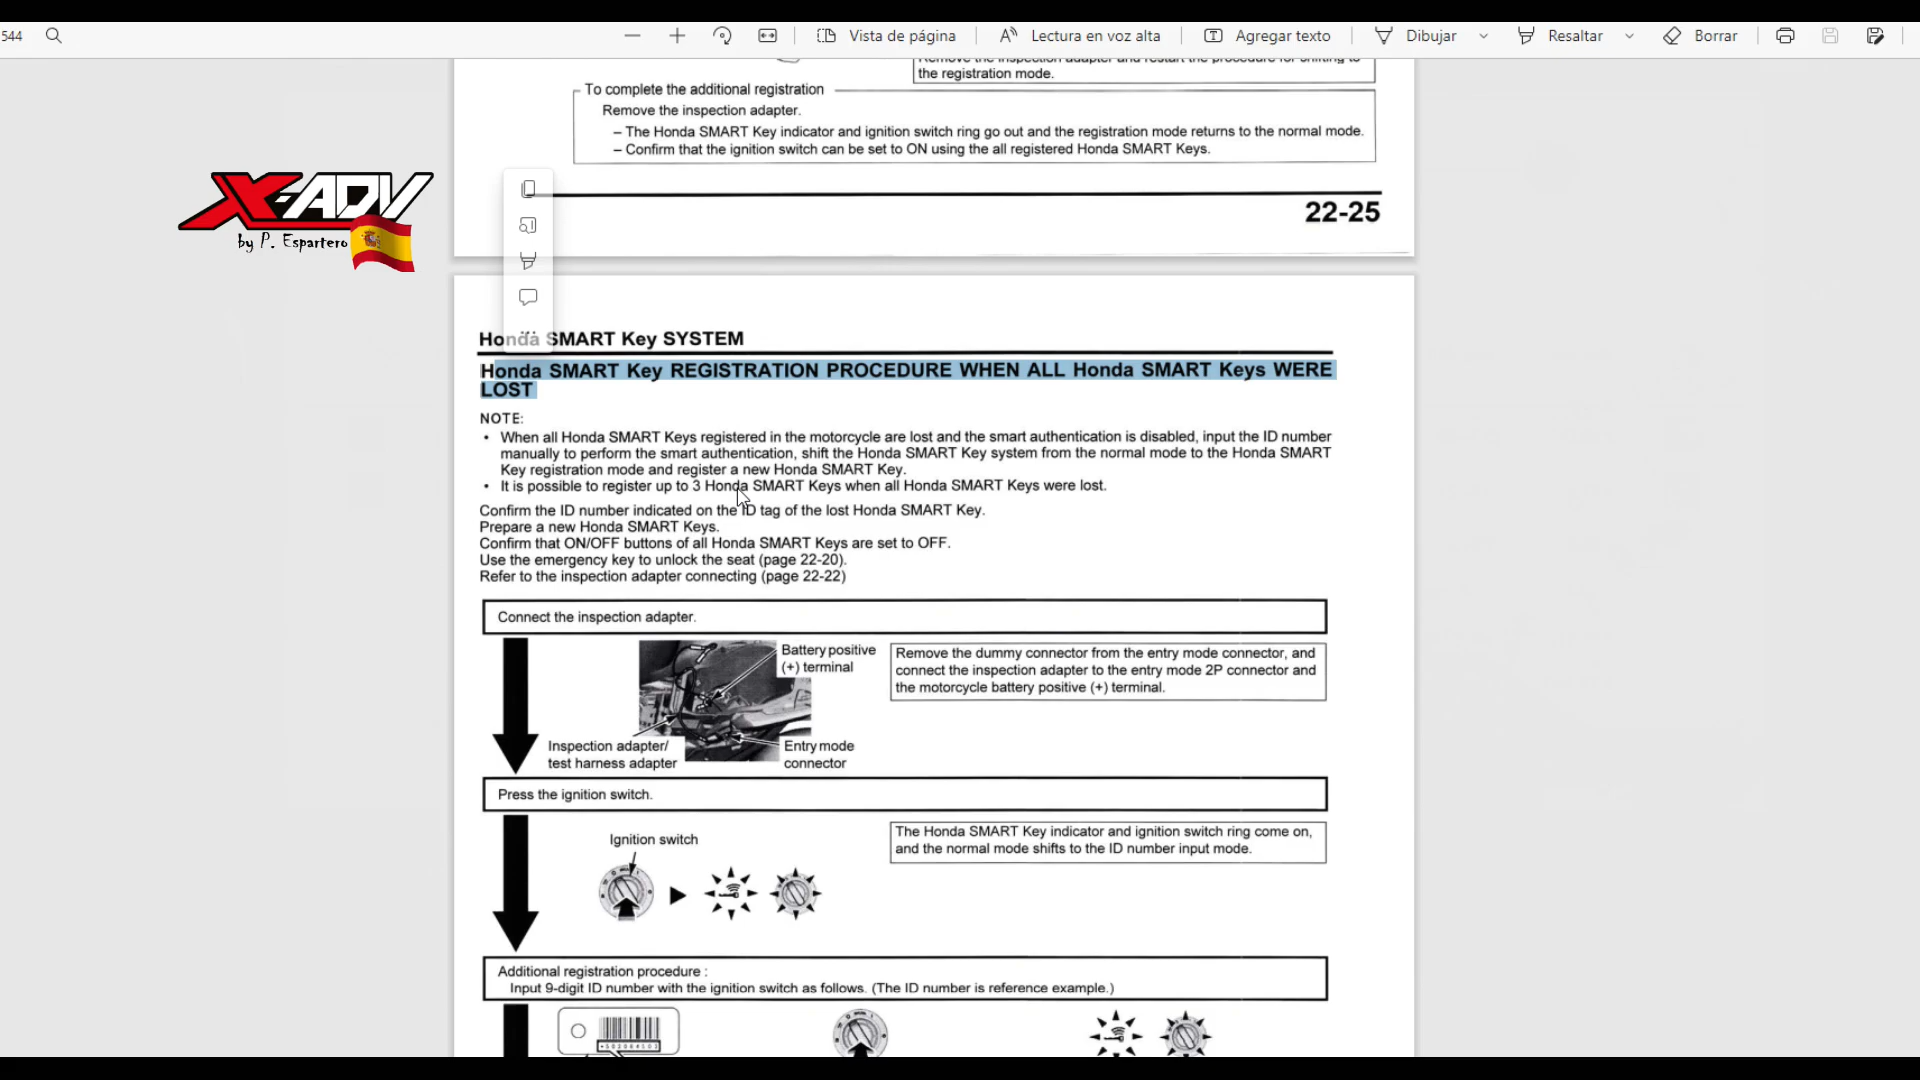 544
Vista de página
Lectura en voz alta
Agregar texto
Dibujar
Resaltar
Borrar
Remove the inspection adapter and restart the procedure for shifting to
the registration mode.
To complete the additional registration
Remove the inspection adapter.
– The Honda SMART Key indicator and ignition switch ring go out and the registration mode returns to the normal mode.
– Confirm that the ignition switch can be set to ON using the all registered Honda SMART Keys.
22-25
X-ADV
by P. Espartero
Honda SMART Key SYSTEM
Honda SMART Key REGISTRATION PROCEDURE WHEN ALL Honda SMART Keys WERE
LOST
NOTE:
• When all Honda SMART Keys registered in the motorcycle are lost and the smart authentication is disabled, input the ID number
manually to perform the smart authentication, shift the Honda SMART Key system from the normal mode to the Honda SMART
Key registration mode and register a new Honda SMART Key.
• It is possible to register up to 3 Honda SMART Keys when all Honda SMART Keys were lost.
Confirm the ID number indicated on the ID tag of the lost Honda SMART Key.
Prepare a new Honda SMART Keys.
Confirm that ON/OFF buttons of all Honda SMART Keys are set to OFF.
Use the emergency key to unlock the seat (page 22-20).
Refer to the inspection adapter connecting (page 22-22)
Connect the inspection adapter.
Battery positive
(+) terminal
Remove the dummy connector from the entry mode connector, and
connect the inspection adapter to the entry mode 2P connector and
the motorcycle battery positive (+) terminal.
Inspection adapter/
test harness adapter
Entry mode
connector
Press the ignition switch.
Ignition switch
The Honda SMART Key indicator and ignition switch ring come on,
and the normal mode shifts to the ID number input mode.
Additional registration procedure :
Input 9-digit ID number with the ignition switch as follows. (The ID number is reference example.)